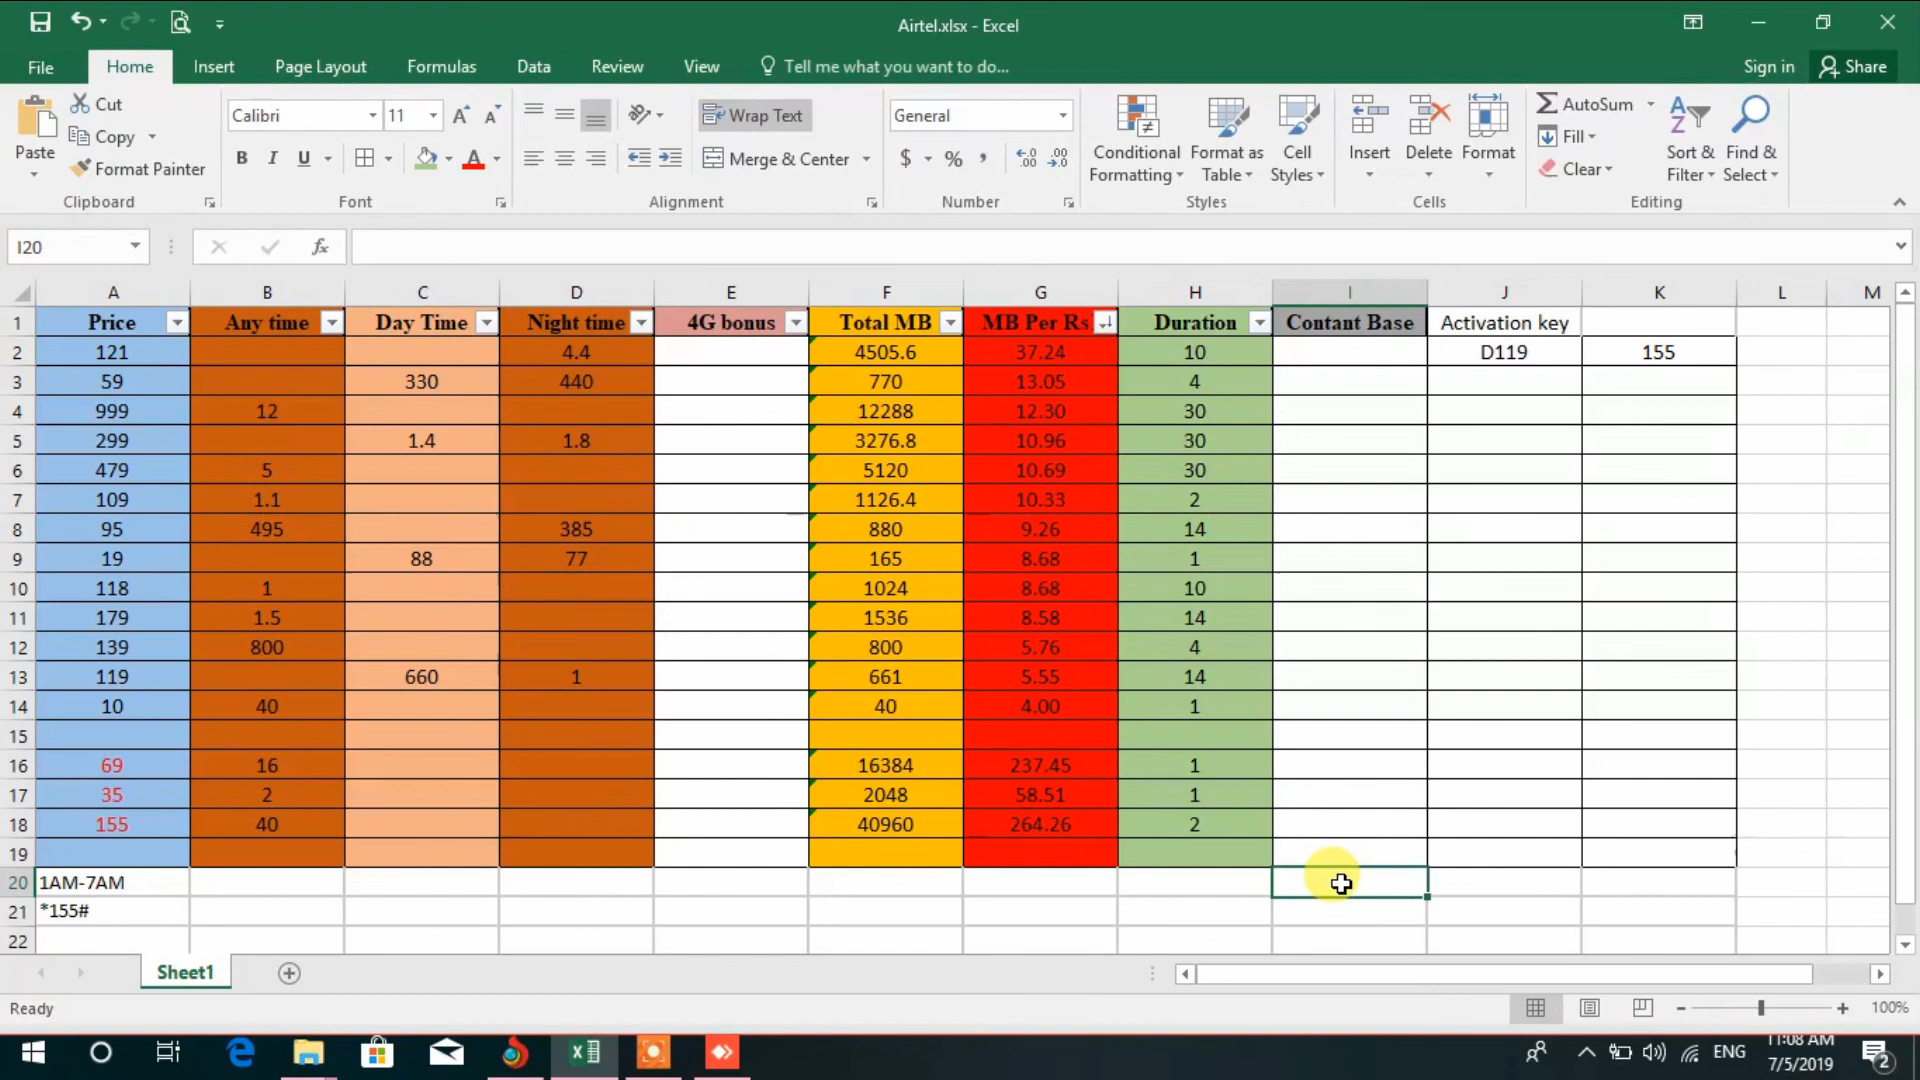 Airtel.xlsx - Excel
File Home Insert Page Layout Formulas Data Review View Tell me what you want to do... Sign in Share
Paste
Cut
Copy
Format Painter
Calibri 11
B I U A
Wrap Text
Merge & Center
General
$ % ,
Conditional Formatting
Format as Table
Cell Styles
Insert
Delete
Format
AutoSum
Fill
Clear
Sort & Filter
Find & Select
Clipboard Font Alignment Number Styles Cells Editing
I20 fx
A B C D E F G H I J K L M
1 Price Any time Day Time Night time 4G bonus Total MB MB Per Rs Duration Contant Base Activation key
2 121 4.4 4505.6 37.24 10 D119 155
3 59 330 440 770 13.05 4
4 999 12 12288 12.30 30
5 299 1.4 1.8 3276.8 10.96 30
6 479 5 5120 10.69 30
7 109 1.1 1126.4 10.33 2
8 95 495 385 880 9.26 14
9 19 88 77 165 8.68 1
10 118 1 1024 8.68 10
11 179 1.5 1536 8.58 14
12 139 800 800 5.76 4
13 119 660 1 661 5.55 14
14 10 40 40 4.00 1
15
16 69 16 16384 237.45 1
17 35 2 2048 58.51 1
18 155 40 40960 264.26 2
19
20 1AM-7AM
21 *155#
22
Sheet1
Ready 100%
ENG 11:08 AM
7/5/2019 2